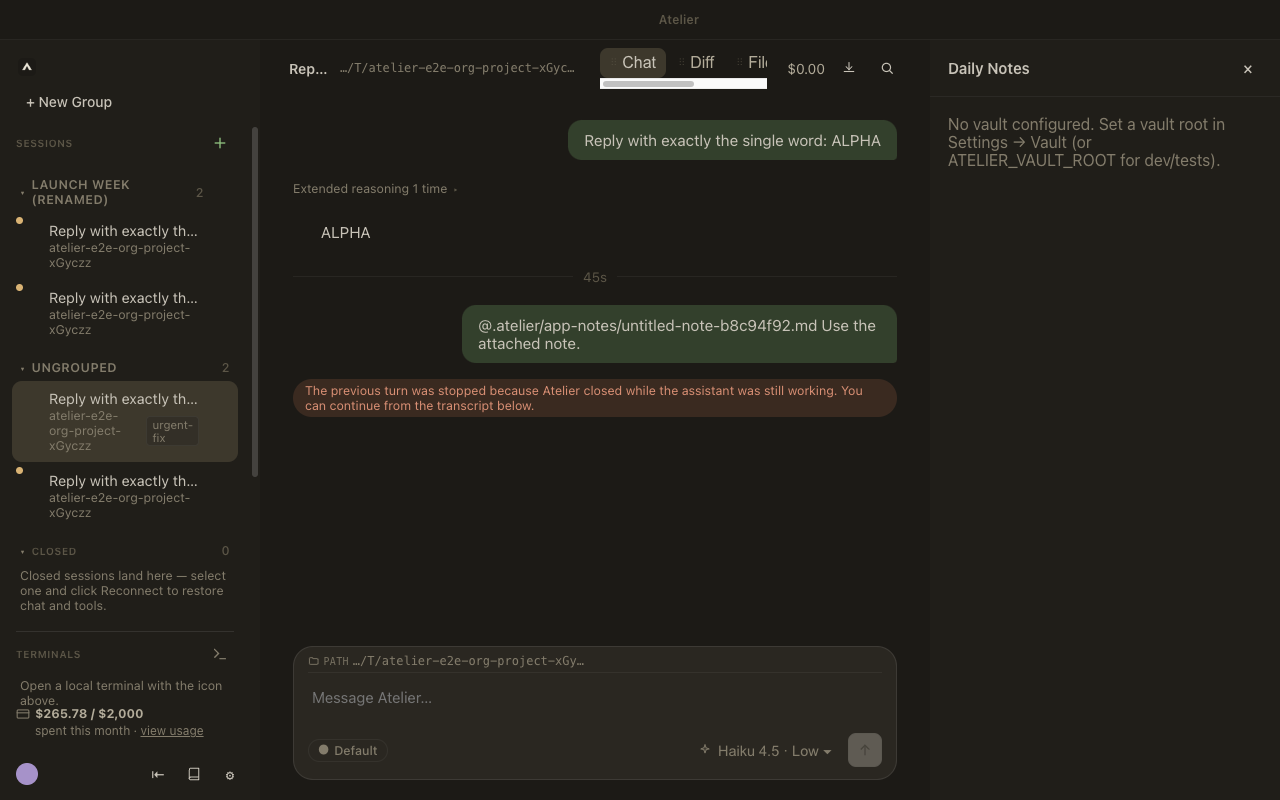 Atelier
+ New Group
SESSIONS
LAUNCH WEEK
(RENAMED)
2
Reply with exactly th...
atelier-e2e-org-project-
xGyczz
Reply with exactly th...
atelier-e2e-org-project-
xGyczz
UNGROUPED
2
Reply with exactly th...
atelier-e2e-
org-project-
xGyczz
urgent-
fix
Reply with exactly th...
atelier-e2e-org-project-
xGyczz
CLOSED
0
Closed sessions land here — select
one and click Reconnect to restore
chat and tools.
TERMINALS
Open a local terminal with the icon
above.
$265.78 / $2,000
spent this month · view usage
Rep...
…/T/atelier-e2e-org-project-xGyc…
Chat
Diff
$0.00
Reply with exactly the single word: ALPHA
Extended reasoning 1 time
ALPHA
45s
@.atelier/app-notes/untitled-note-b8c94f92.md Use the
attached note.
The previous turn was stopped because Atelier closed while the assistant was still working. You
can continue from the transcript below.
PATH …/T/atelier-e2e-org-project-xGy…
Message Atelier...
Default
Haiku 4.5 · Low
Daily Notes
No vault configured. Set a vault root in
Settings → Vault (or
ATELIER_VAULT_ROOT for dev/tests).